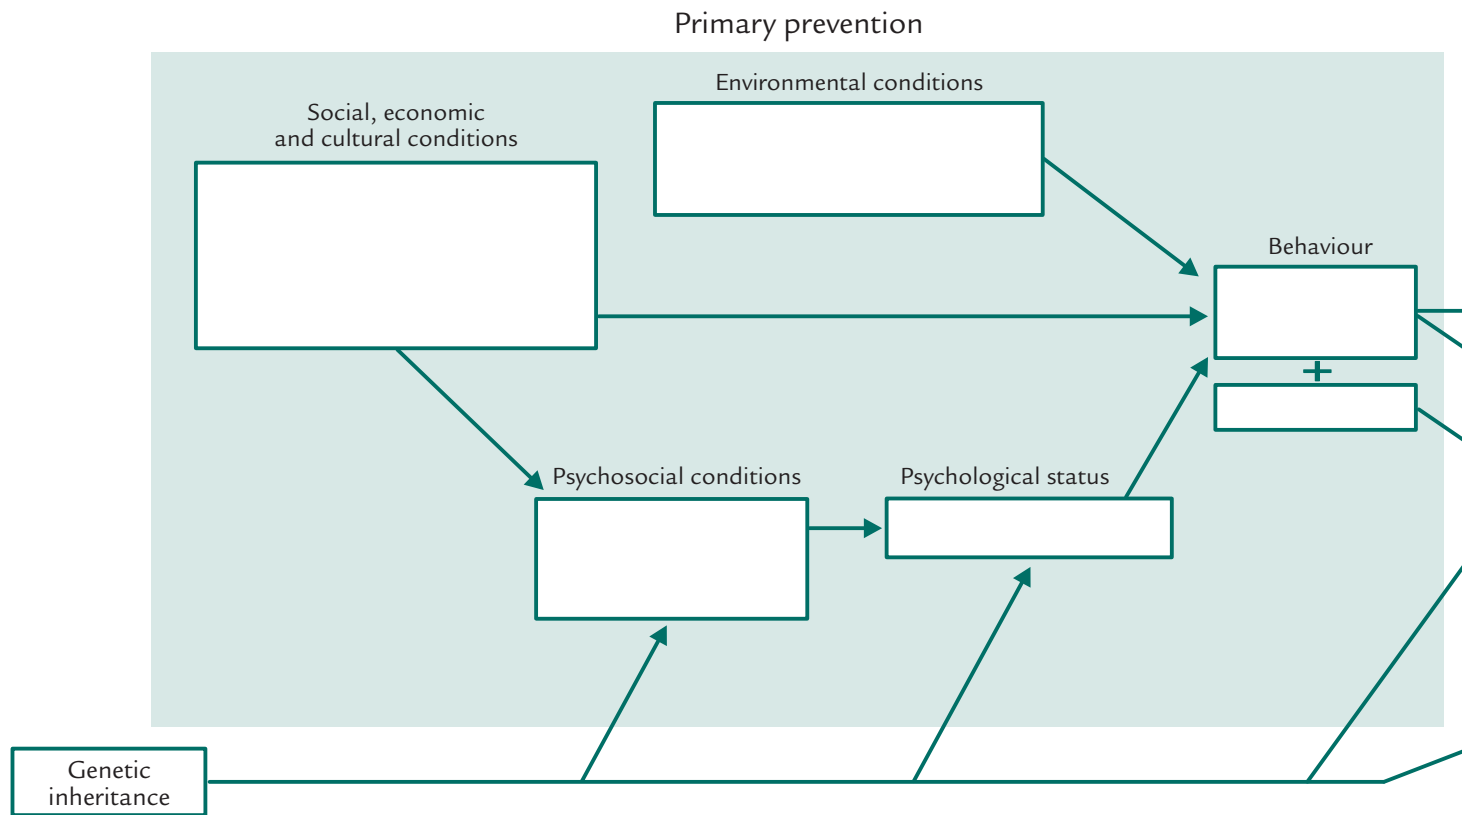 Primary prevention
Environmental conditions
Social, economic
and cultural conditions
Behaviour
+
Psychosocial conditions
Psychological status
Genetic
inheritance